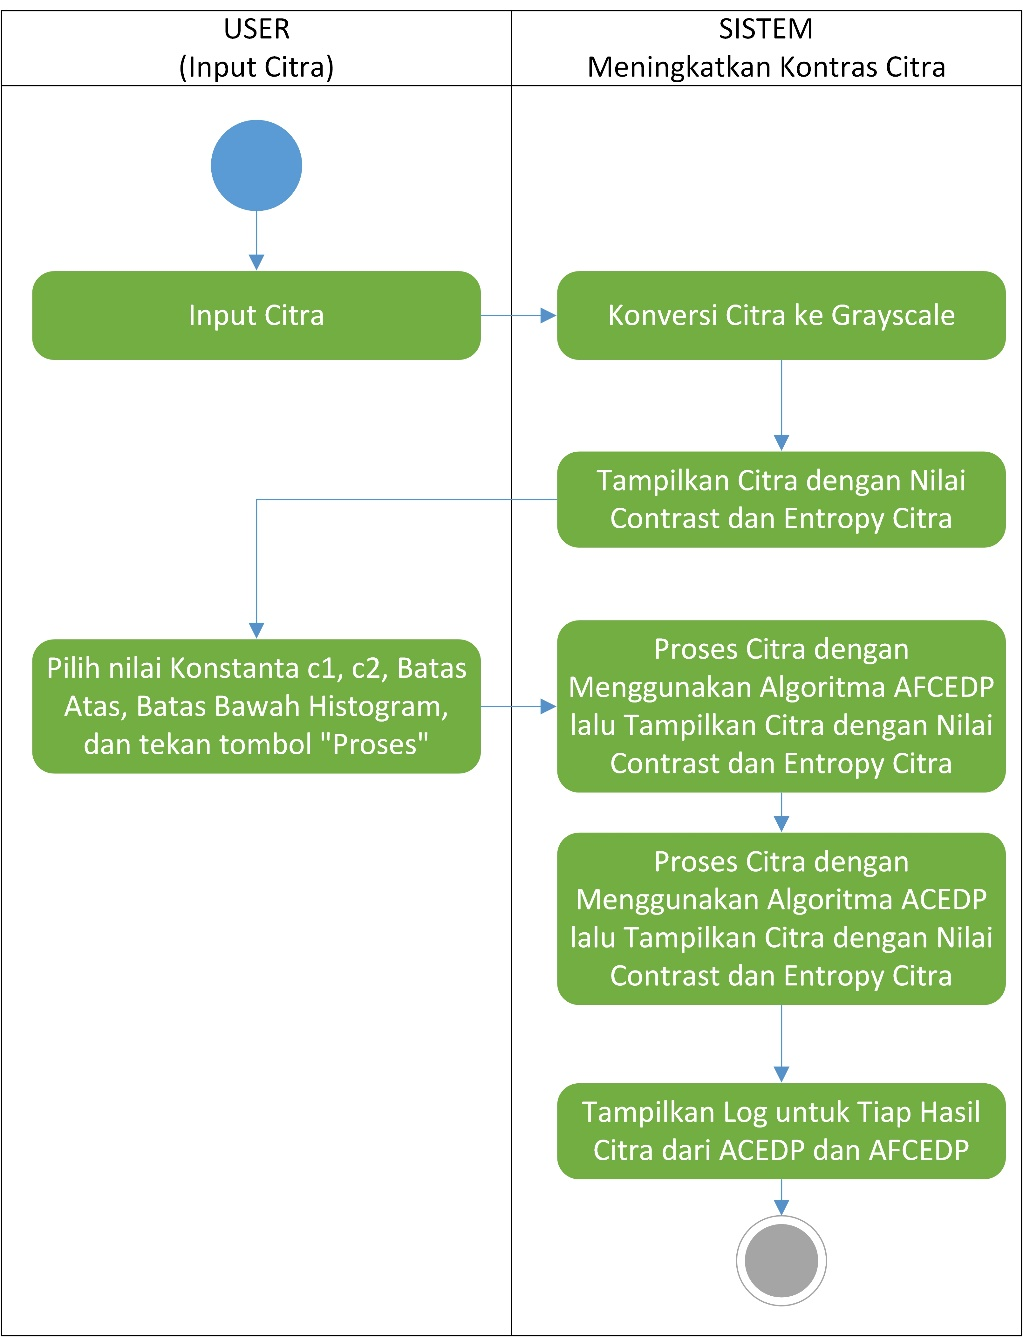 USER
(Input Citra)
SISTEM
Meningkatkan Kontras Citra
Input Citra
Konversi Citra ke Grayscale
Tampilkan Citra dengan Nilai
Contrast dan Entropy Citra
Pilih nilai Konstanta c1, c2, Batas
Atas, Batas Bawah Histogram,
dan tekan tombol "Proses"
Proses Citra dengan
Menggunakan Algoritma AFCEDP
lalu Tampilkan Citra dengan Nilai
Contrast dan Entropy Citra
Proses Citra dengan
Menggunakan Algoritma ACEDP
lalu Tampilkan Citra dengan Nilai
Contrast dan Entropy Citra
Tampilkan Log untuk Tiap Hasil
Citra dari ACEDP dan AFCEDP